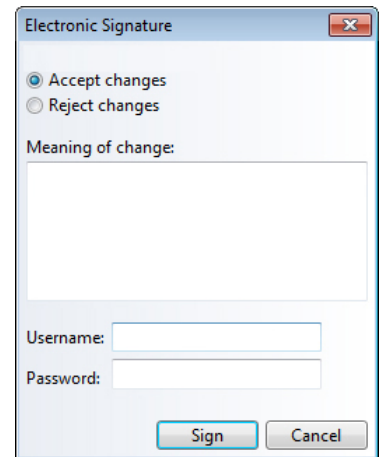 Electronic Signature
Accept changes
Reject changes
Meaning of change:
Username:
Password:
Sign Cancel